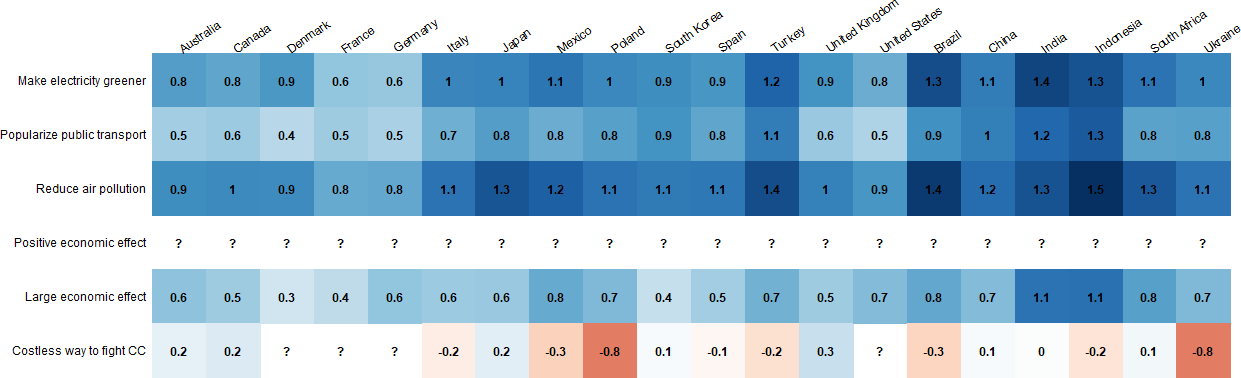 Australia Canada Denmark France Germany Italy Japan Mexico Poland South Korea Spain Turkey United Kingdom United States Brazil China India Indonesia South Africa Ukraine
Make electricity greener 0.8 0.8 0.9 0.6 0.6 1 1 1.1 1 0.9 0.9 1.2 0.9 0.8 1.3 1.1 1.4 1.3 1.1 1
Popularize public transport 0.5 0.6 0.4 0.5 0.5 0.7 0.8 0.8 0.8 0.9 0.8 1.1 0.6 0.5 0.9 1 1.2 1.3 0.8 0.8
Reduce air pollution 0.9 1 0.9 0.8 0.8 1.1 1.3 1.2 1.1 1.1 1.1 1.4 1 0.9 1.4 1.2 1.3 1.5 1.3 1.1
Positive economic effect ? ? ? ? ? ? ? ? ? ? ? ? ? ? ? ? ? ? ? ?
Large economic effect 0.6 0.5 0.3 0.4 0.6 0.6 0.6 0.8 0.7 0.4 0.5 0.7 0.5 0.7 0.8 0.7 1.1 1.1 0.8 0.7
Costless way to fight CC 0.2 0.2 ? ? ? -0.2 0.2 -0.3 -0.8 0.1 -0.1 -0.2 0.3 ? -0.3 0.1 0 -0.2 0.1 -0.8